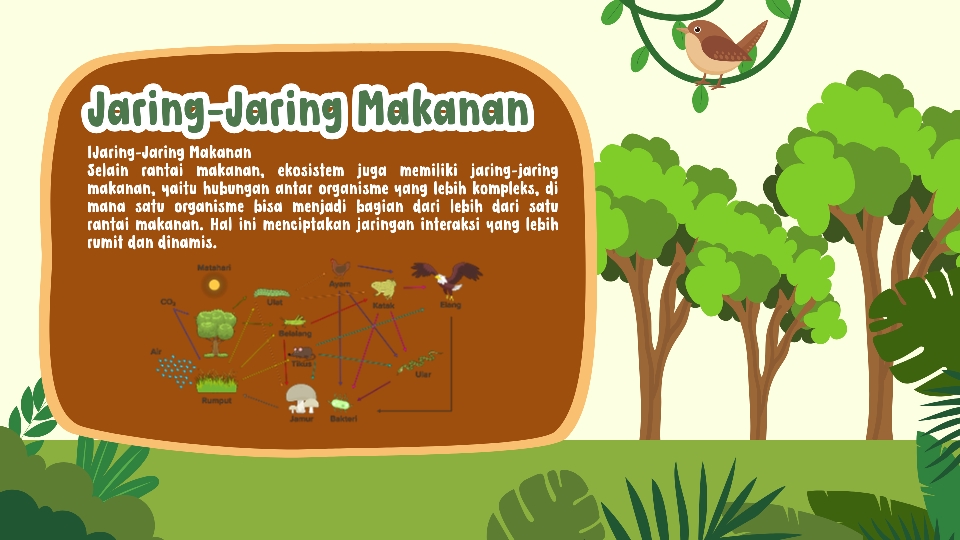 Jaring-Jaring Makanan
1Jaring-Jaring Makanan
Selain rantai makanan, ekosistem juga memiliki jaring-jaring
makanan, yaitu hubungan antar organisme yang lebih kompleks, di
mana satu organisme bisa menjadi bagian dari lebih dari satu
rantai makanan. Hal ini menciptakan jaringan interaksi yang lebih
rumit dan dinamis.
Matahari
Ayam
CO₂
Ulat
Katak
Elang
Belalang
Air
Tikus
Ular
Rumput
Jamur
Bakteri